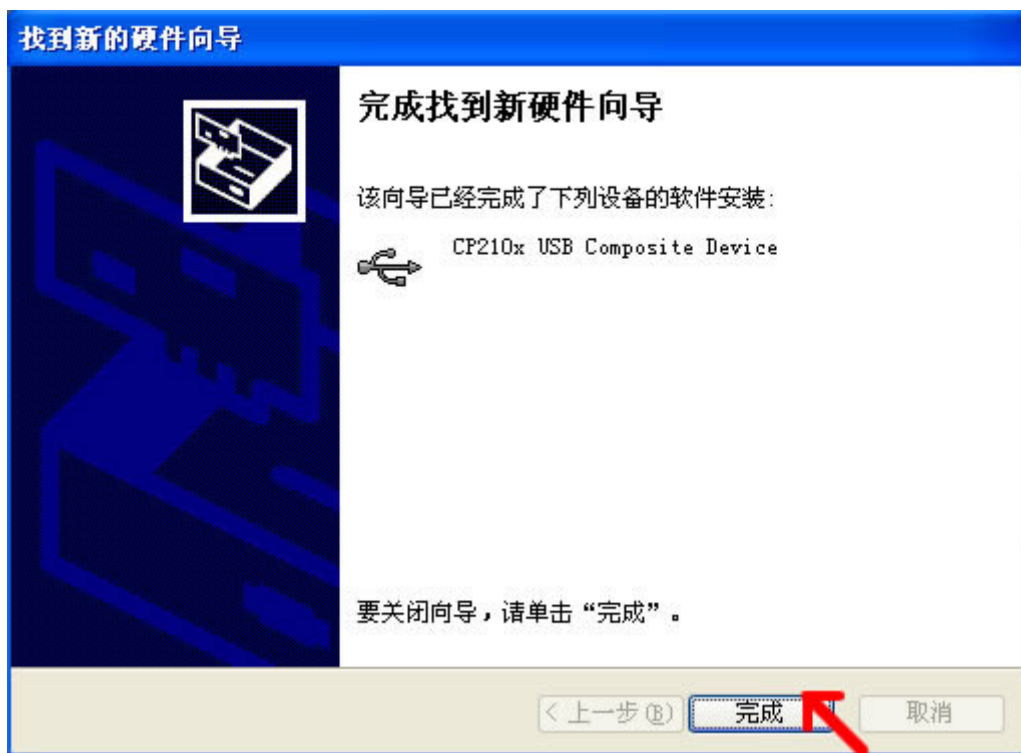 找到新的硬件向导
完成找到新硬件向导
该向导已经完成了下列设备的软件安装:
CP210x USB Composite Device
要关闭向导，请单击“完成”。
< 上一步(B) 完成 取消